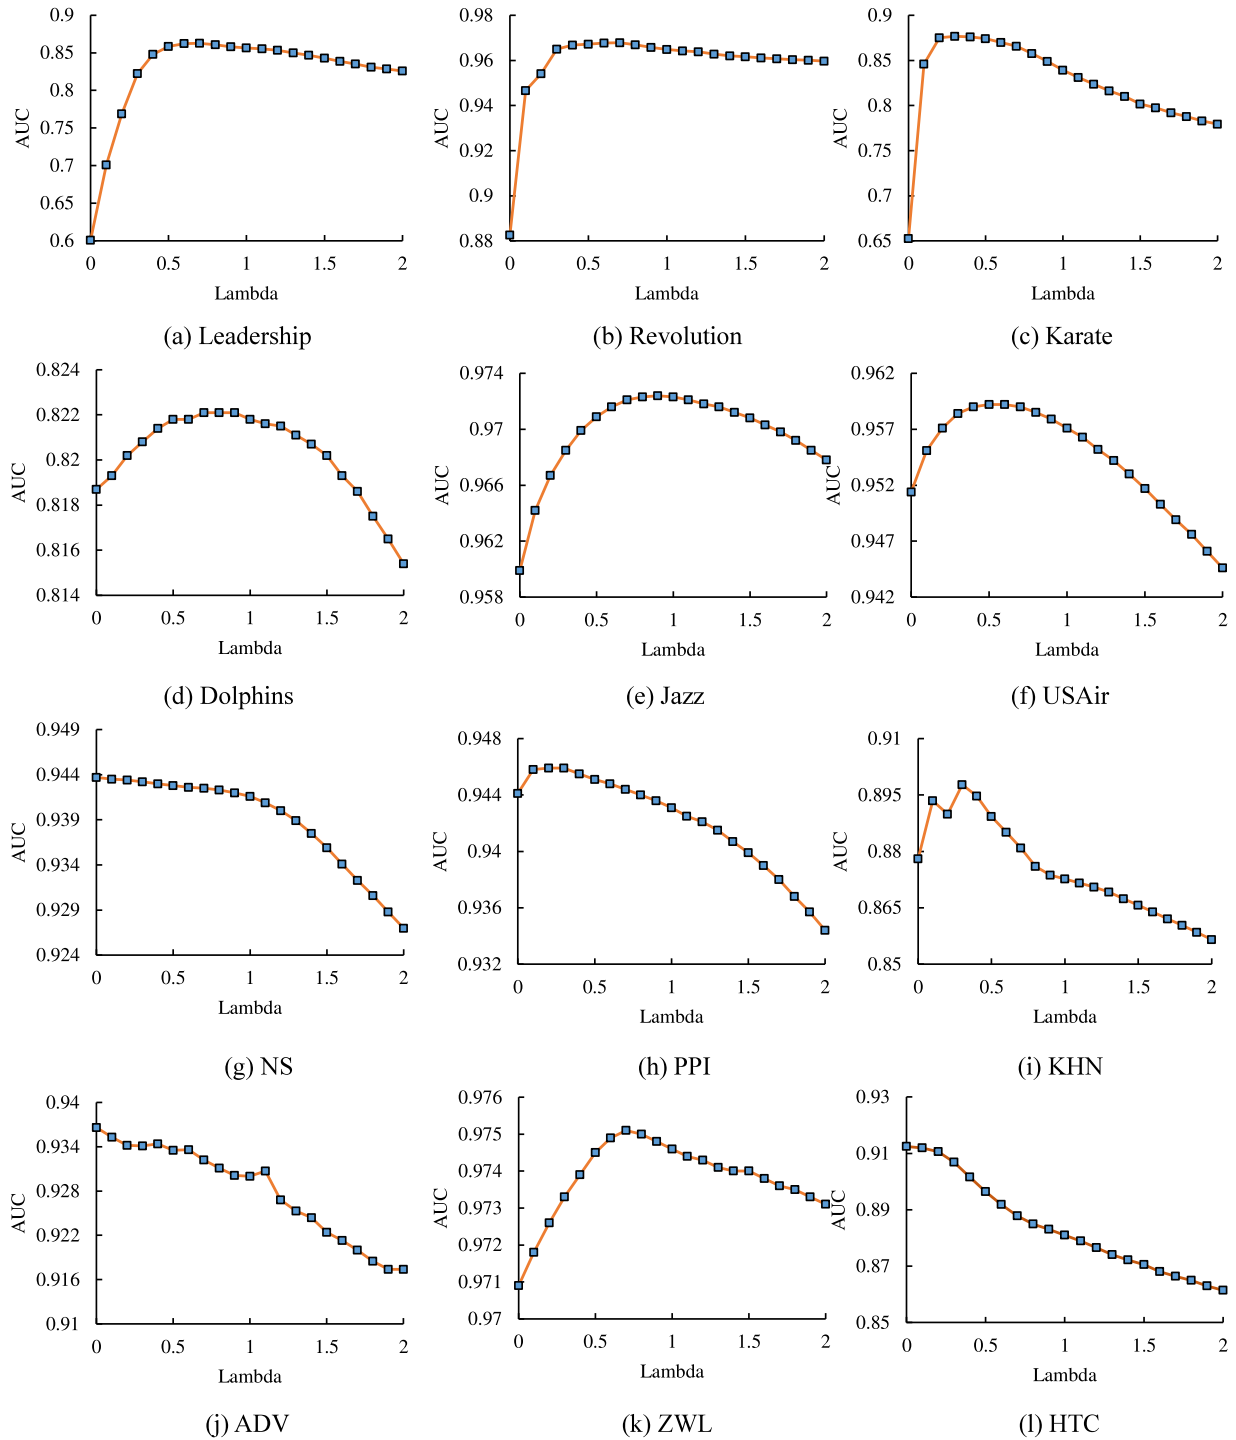 0.9
0.85
0.8
0.75
0.7
0.65
0.6
AUC
0 0.5 1 1.5 2
Lambda
(a) Leadership
0.98
0.96
0.94
0.92
0.9
0.88
AUC
0 0.5 1 1.5 2
Lambda
(b) Revolution
0.9
0.85
0.8
0.75
0.7
0.65
AUC
0 0.5 1 1.5 2
Lambda
(c) Karate
0.824
0.822
0.82
0.818
0.816
0.814
AUC
0 0.5 1 1.5 2
Lambda
(d) Dolphins
0.974
0.97
0.966
0.962
0.958
AUC
0 0.5 1 1.5 2
Lambda
(e) Jazz
0.962
0.957
0.952
0.947
0.942
AUC
0 0.5 1 1.5 2
Lambda
(f) USAir
0.949
0.944
0.939
0.934
0.929
0.924
AUC
0 0.5 1 1.5 2
Lambda
(g) NS
0.948
0.944
0.94
0.936
0.932
AUC
0 0.5 1 1.5 2
Lambda
(h) PPI
0.91
0.895
0.88
0.865
0.85
AUC
0 0.5 1 1.5 2
Lambda
(i) KHN
0.94
0.934
0.928
0.922
0.916
0.91
AUC
0 0.5 1 1.5 2
Lambda
(j) ADV
0.976
0.975
0.974
0.973
0.972
0.971
0.97
AUC
0 0.5 1 1.5 2
Lambda
(k) ZWL
0.93
0.91
0.89
0.87
0.85
AUC
0 0.5 1 1.5 2
Lambda
(l) HTC